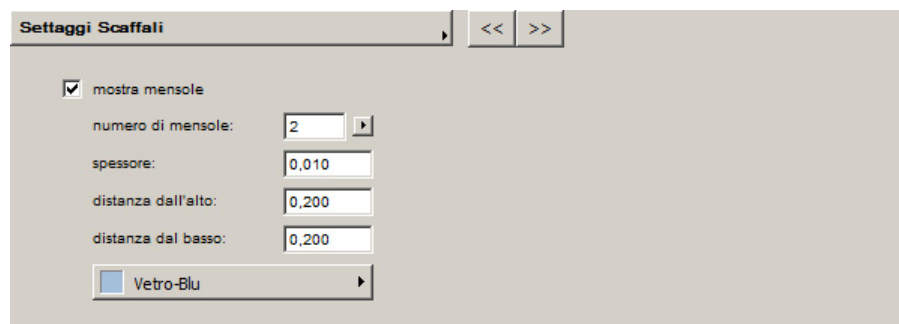 Settaggi Scaffali << >>
mostra mensole
numero di mensole: 2
spessore: 0,010
distanza dall'alto: 0,200
distanza dal basso: 0,200
Vetro-Blu